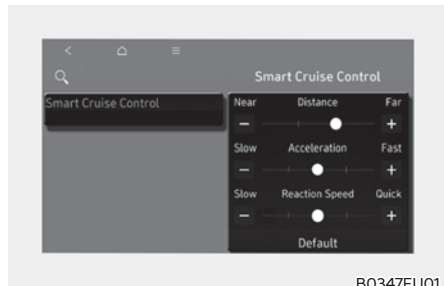 Smart Cruise Control
Smart Cruise Control
Near Distance Far
− +
Slow Acceleration Fast
− +
Slow Reaction Speed Quick
− +
Default
B0347EU01